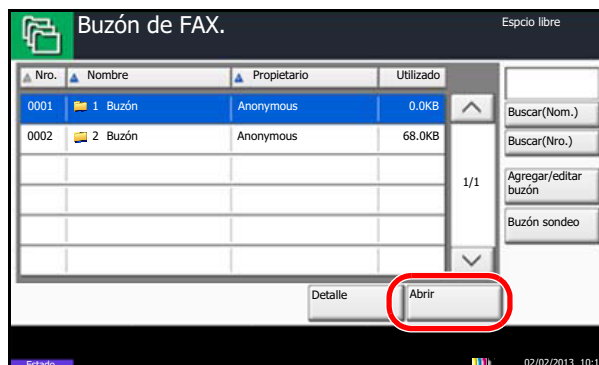 Buzón de FAX.
Espcio libre
Nro. Nombre Propietario Utilizado
0001 1 Buzón Anonymous 0.0KB
0002 2 Buzón Anonymous 68.0KB
1/1
Buscar(Nom.)
Buscar(Nro.)
Agregar/editar
buzón
Buzón sondeo
Detalle
Abrir
Estado
02/02/2013 10:1